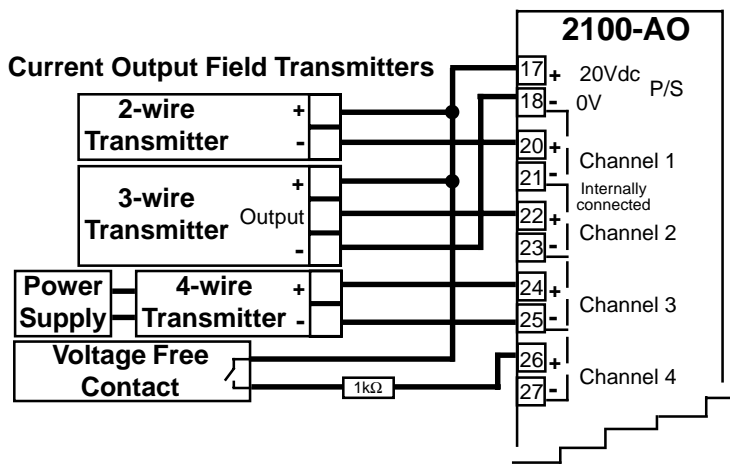 2100-AO
Current Output Field Transmitters
17 + 20Vdc P/S
18 - 0V
2-wire Transmitter + -
20 + Channel 1
21 -
Internally connected
3-wire Transmitter + Output -
22 + Channel 2
23 -
Power Supply
4-wire Transmitter + -
24 + Channel 3
25 -
Voltage Free Contact
1kΩ
26 + Channel 4
27 -